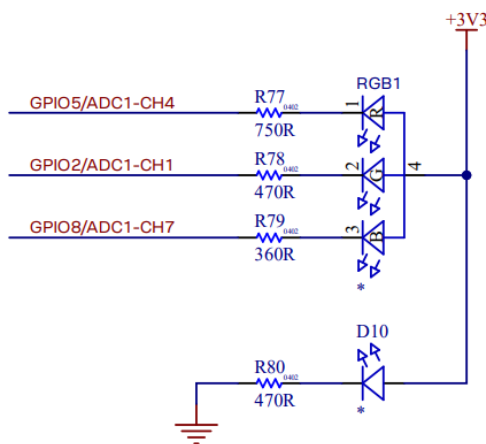 +3V3
RGB1
GPIO5/ADC1-CH4
R77
0402
750R
1
R
GPIO2/ADC1-CH1
R78
0402
470R
2
G
4
GPIO8/ADC1-CH7
R79
0402
360R
3
B
*
D10
R80
0402
470R
*